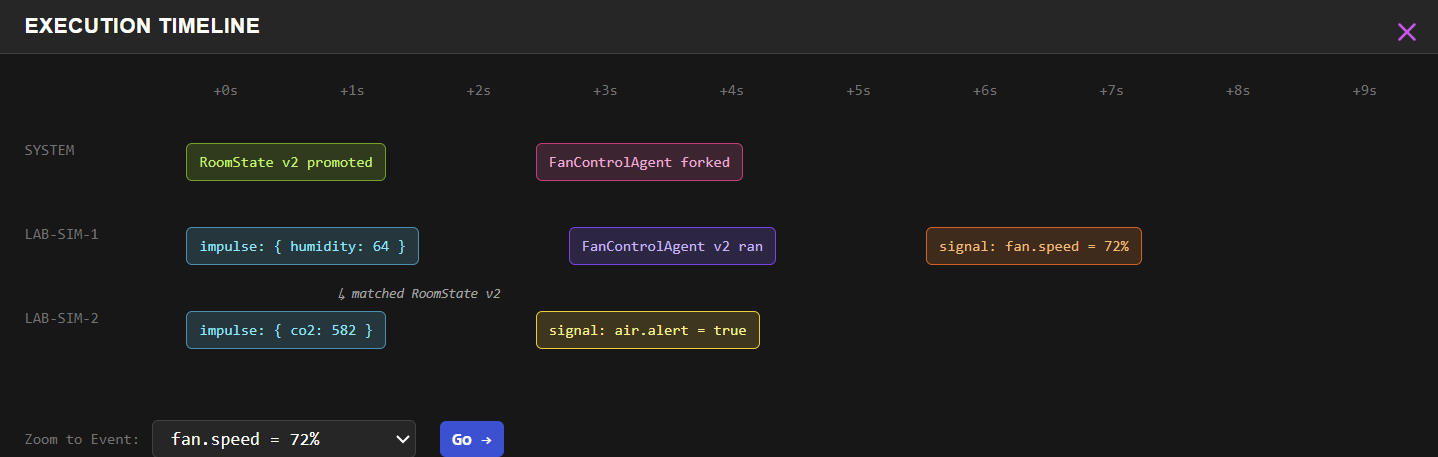 EXECUTION TIMELINE
+0s +1s +2s +3s +4s +5s +6s +7s +8s +9s
SYSTEM
RoomState v2 promoted
FanControlAgent forked
LAB-SIM-1
impulse: { humidity: 64 }
FanControlAgent v2 ran
signal: fan.speed = 72%
↳ matched RoomState v2
LAB-SIM-2
impulse: { co2: 582 }
signal: air.alert = true
Zoom to Event: fan.speed = 72% Go →